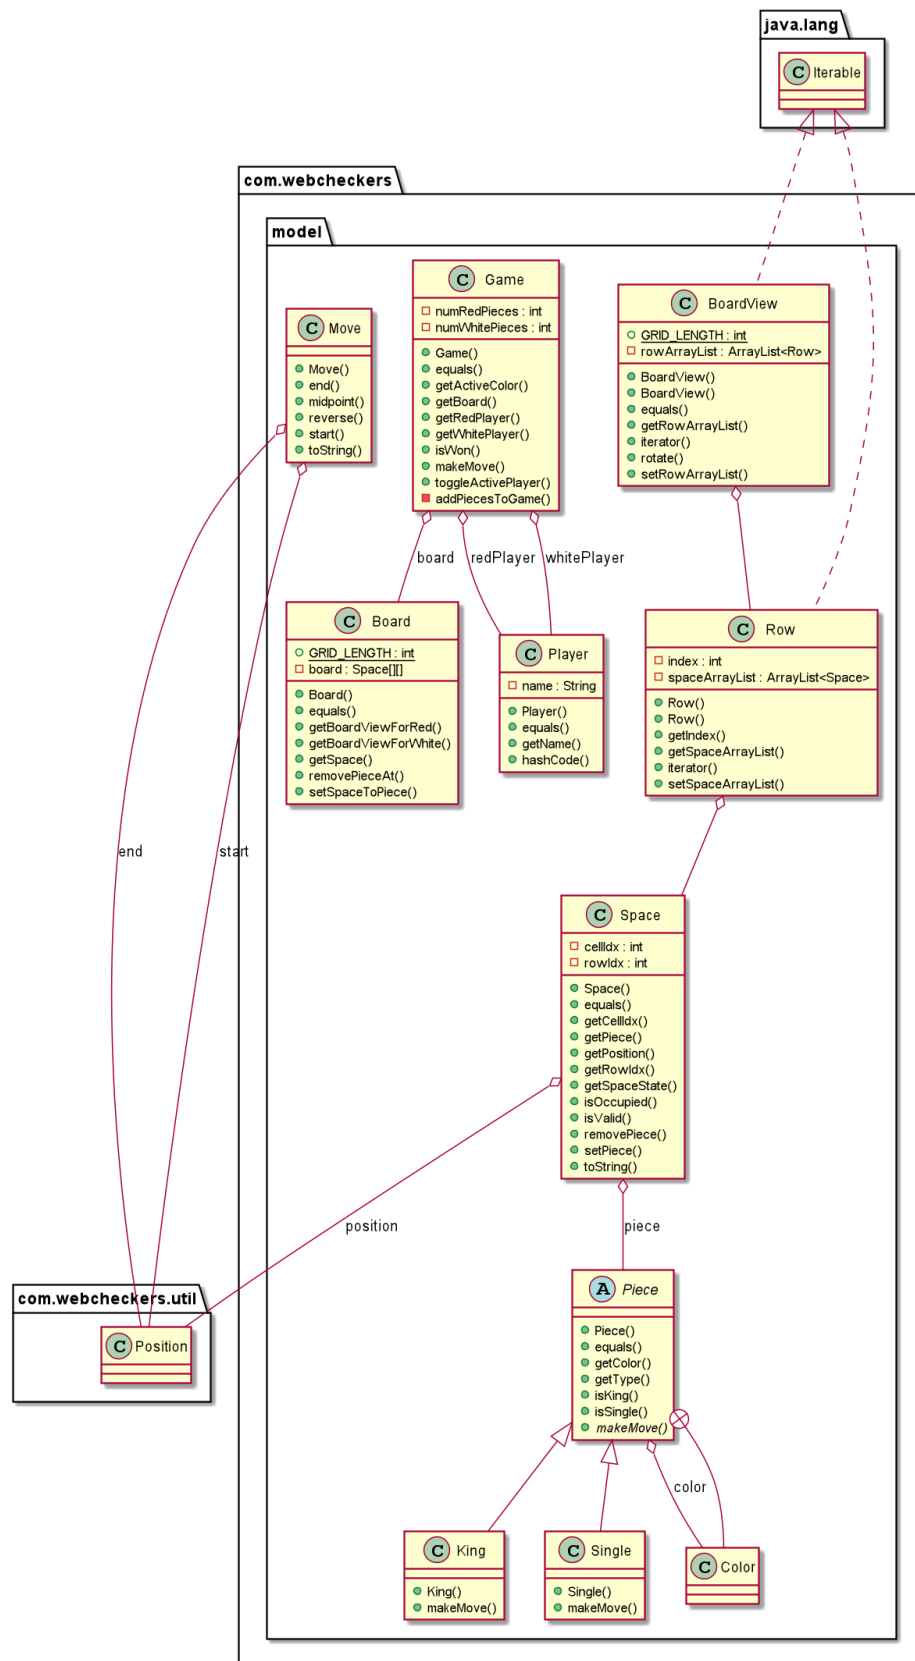 java.lang
C Iterable
com.webcheckers
model
C Move
Move()
end()
midpoint()
reverse()
start()
toString()
C Game
numRedPieces : int
numWhitePieces : int
Game()
equals()
getActiveColor()
getBoard()
getRedPlayer()
getWhitePlayer()
isWon()
makeMove()
toggleActivePlayer()
addPiecesToGame()
C BoardView
GRID_LENGTH : int
rowArrayList : ArrayList<Row>
BoardView()
BoardView()
equals()
getRowArrayList()
iterator()
rotate()
setRowArrayList()
board
redPlayer
whitePlayer
C Board
GRID_LENGTH : int
board : Space[][]
Board()
equals()
getBoardViewForRed()
getBoardViewForWhite()
getSpace()
removePieceAt()
setSpaceToPiece()
C Player
name : String
Player()
equals()
getName()
hashCode()
C Row
index : int
spaceArrayList : ArrayList<Space>
Row()
Row()
getIndex()
getSpaceArrayList()
iterator()
setSpaceArrayList()
end
start
C Space
cellIdx : int
rowIdx : int
Space()
equals()
getCellIdx()
getPiece()
getPosition()
getRowIdx()
getSpaceState()
isOccupied()
isValid()
removePiece()
setPiece()
toString()
position
piece
com.webcheckers.util
C Position
A Piece
Piece()
equals()
getColor()
getType()
isKing()
isSingle()
makeMove()
color
C King
King()
makeMove()
C Single
Single()
makeMove()
C Color